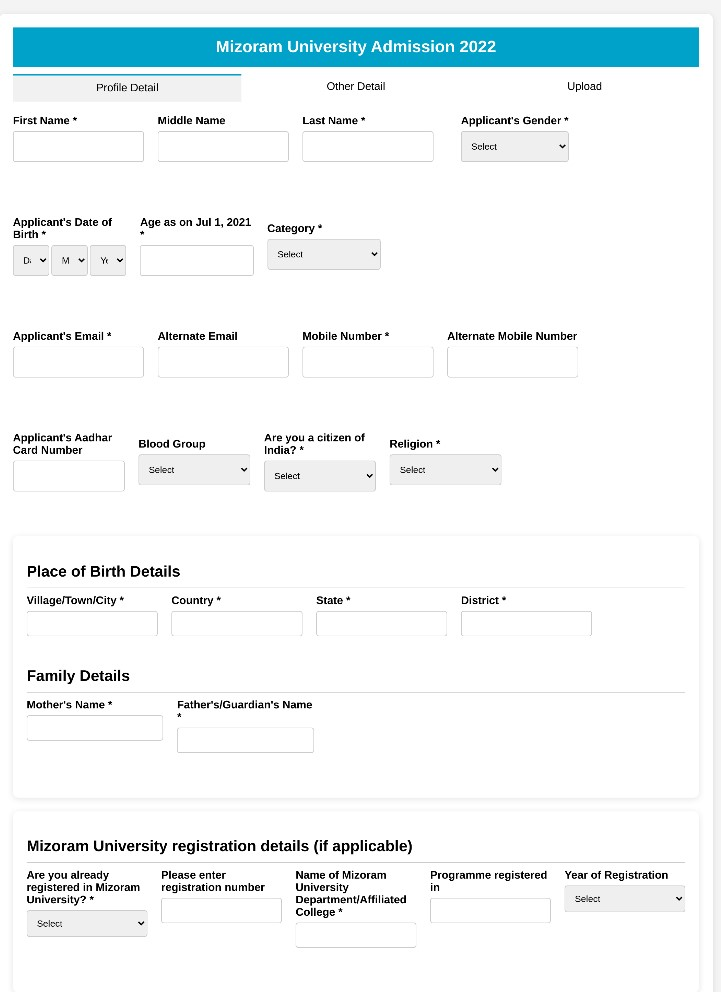 Mizoram University Admission 2022
Profile Detail Other Detail Upload
First Name * Middle Name Last Name * Applicant's Gender *
Select
Applicant's Date of Birth * Age as on Jul 1, 2021 * Category *
Select
Applicant's Email * Alternate Email Mobile Number * Alternate Mobile Number
Applicant's Aadhar Card Number Blood Group Are you a citizen of India? * Religion *
Select Select Select
Place of Birth Details
Village/Town/City * Country * State * District *
Family Details
Mother's Name * Father's/Guardian's Name *
Mizoram University registration details (if applicable)
Are you already registered in Mizoram University? * Please enter registration number Name of Mizoram University Department/Affiliated College * Programme registered in Year of Registration
Select Select